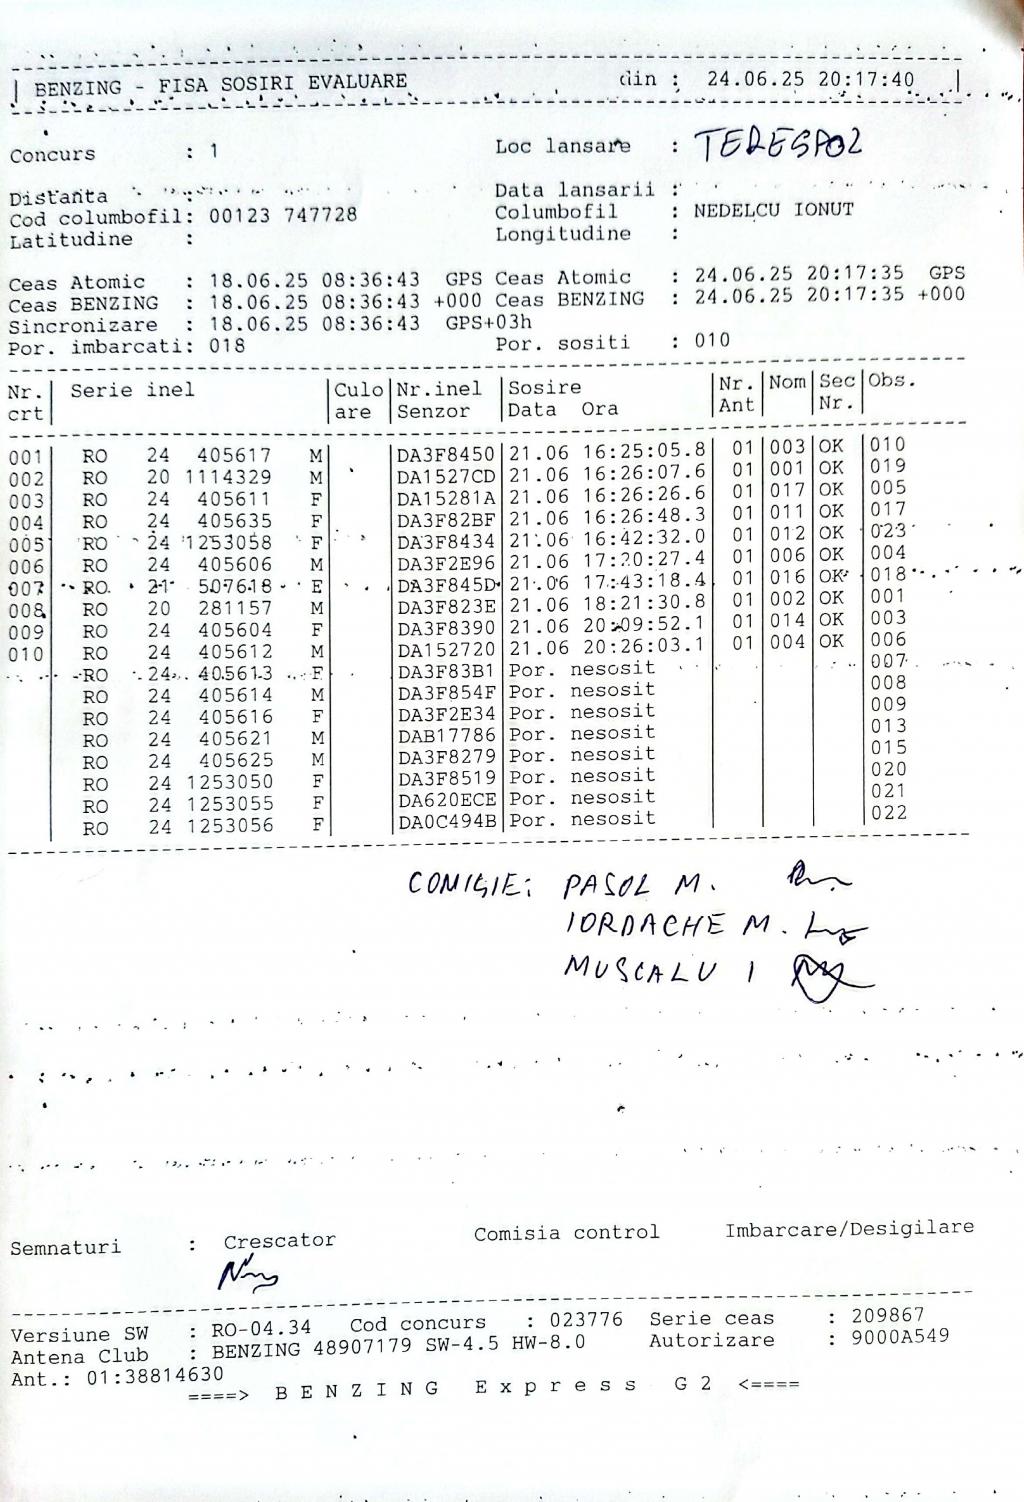 BENZING - FISA SOSIRI EVALUARE din : 24.06.25 20:17:40
Concurs : 1 Loc lansare : TERESPOL
Distanta : Data lansarii :
Cod columbofil: 00123 747728 Columbofil : NEDELCU IONUT
Latitudine : Longitudine :
Ceas Atomic : 18.06.25 08:36:43 GPS Ceas Atomic : 24.06.25 20:17:35 GPS
Ceas BENZING : 18.06.25 08:36:43 +000 Ceas BENZING : 24.06.25 20:17:35 +000
Sincronizare : 18.06.25 08:36:43 GPS+03h
Por. imbarcati: 018 Por. sositi : 010
Nr. Serie inel Culo Nr.inel Sosire Nr. Nom Sec Obs.
crt are Senzor Data Ora Ant Nr.
001 RO 24 405617 M DA3F8450 21.06 16:25:05.8 01 003 OK 010
002 RO 20 1114329 M DA1527CD 21.06 16:26:07.6 01 001 OK 019
003 RO 24 405611 F DA15281A 21.06 16:26:26.6 01 017 OK 005
004 RO 24 405635 F DA3F82BF 21.06 16:26:48.3 01 011 OK 017
005 RO 24 1253058 F DA3F8434 21.06 16:42:32.0 01 012 OK 023
006 RO 24 405606 M DA3F2E96 21.06 17:20:27.4 01 006 OK 004
007 RO 21 507618 F DA3F845D 21.06 17:43:18.4 01 016 OK 018
008 RO 20 281157 M DA3F823E 21.06 18:21:30.8 01 002 OK 001
009 RO 24 405604 F DA3F8390 21.06 20:09:52.1 01 014 OK 003
010 RO 24 405612 M DA152720 21.06 20:26:03.1 01 004 OK 006
RO 24 405613 F DA3F83B1 Por. nesosit 007
RO 24 405614 M DA3F854F Por. nesosit 008
RO 24 405616 F DA3F2E34 Por. nesosit 009
RO 24 405621 M DAB17786 Por. nesosit 013
RO 24 405625 M DA3F8279 Por. nesosit 015
RO 24 1253050 F DA3F8519 Por. nesosit 020
RO 24 1253055 F DA620ECE Por. nesosit 021
RO 24 1253056 F DA0C494B Por. nesosit 022
COMISIE: PASOL M.
IORDACHE M.
MUSCALU I
Semnaturi : Crescator Comisia control Imbarcare/Desigilare
Versiune SW : RO-04.34 Cod concurs : 023776 Serie ceas : 209867
Antena Club : BENZING 48907179 SW-4.5 HW-8.0 Autorizare : 9000A549
Ant.: 01:38814630
====> B E N Z I N G E x p r e s s G 2 <====